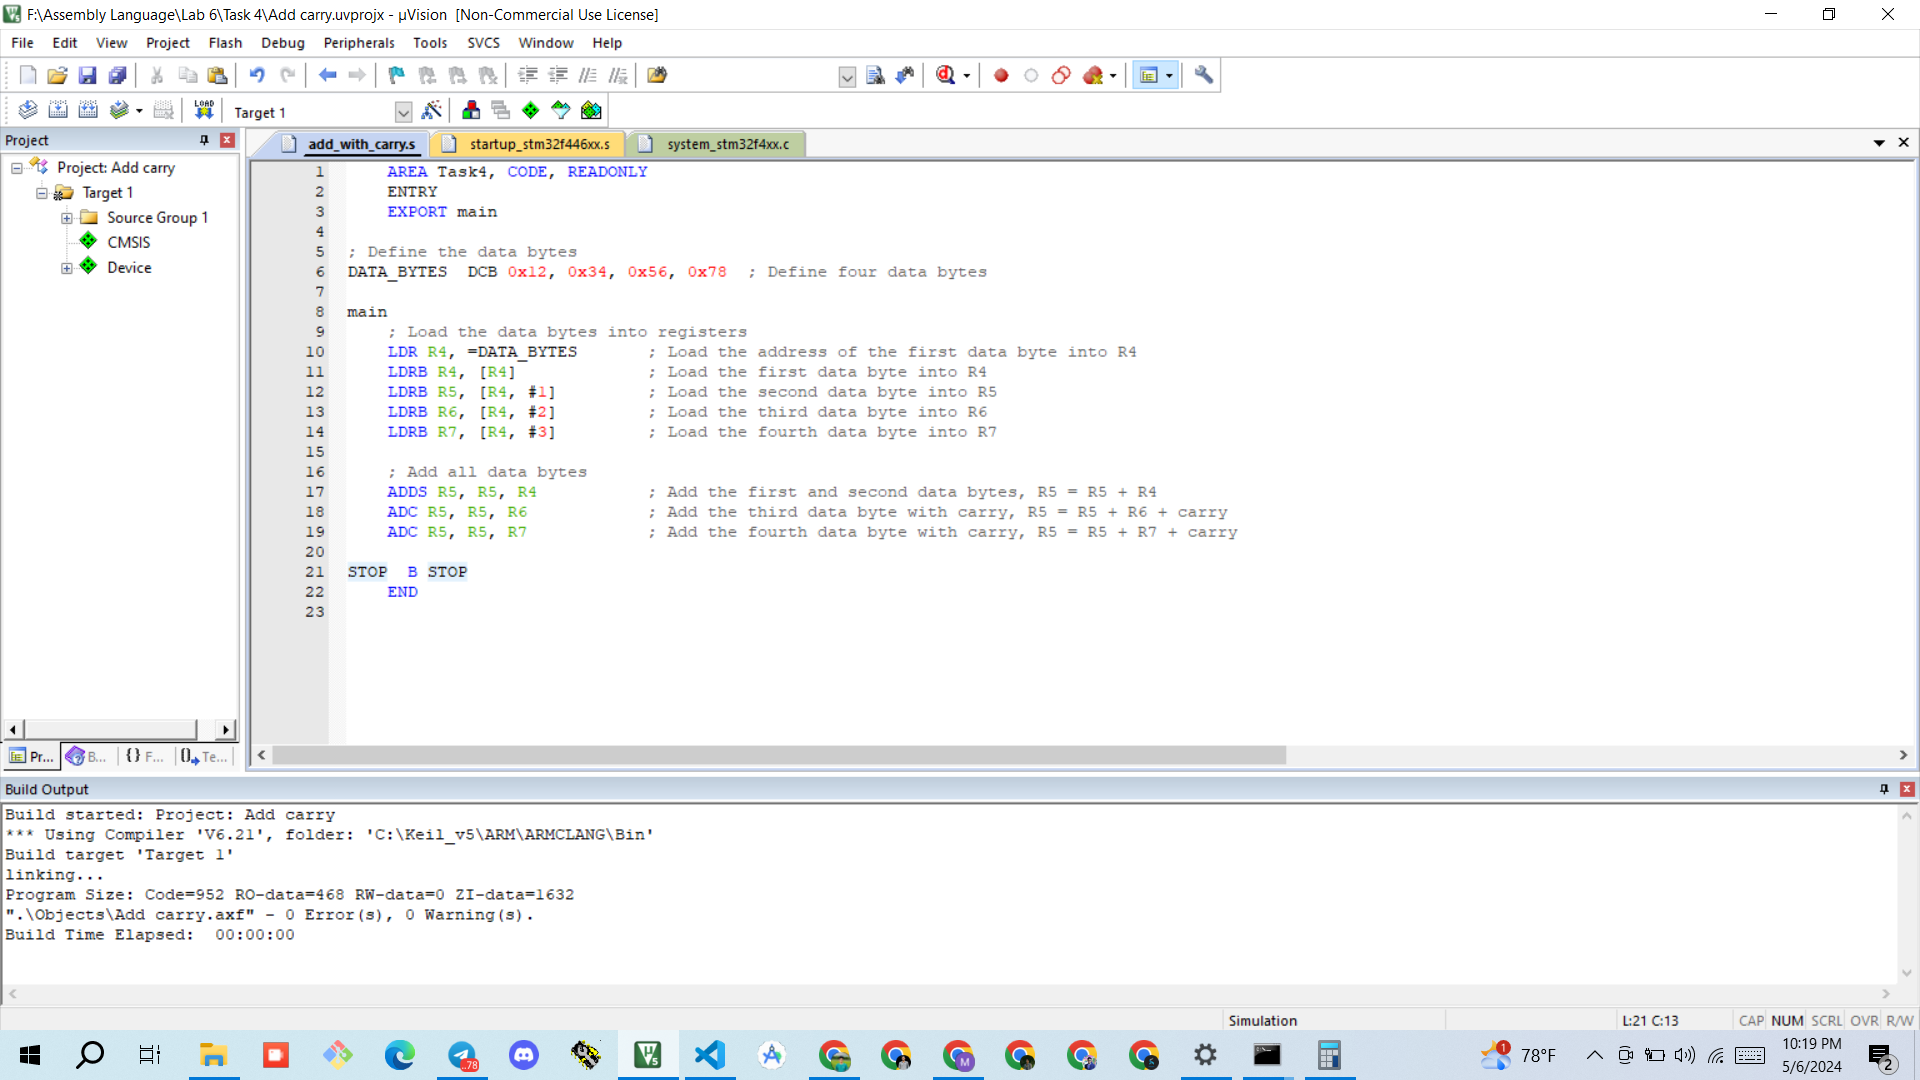 F:\Assembly Language\Lab 6\Task 4\Add carry.uvprojx - µVision  [Non-Commercial Use License]
File Edit View Project Flash Debug Peripherals Tools SVCS Window Help
LOAD Target 1
Project
Project: Add carry
Target 1
Source Group 1
CMSIS
Device
Pr... B... {} F... Te...
add_with_carry.s startup_stm32f446xx.s system_stm32f4xx.c
1     AREA Task4, CODE, READONLY
2     ENTRY
3     EXPORT main
4
5 ; Define the data bytes
6 DATA_BYTES  DCB 0x12, 0x34, 0x56, 0x78  ; Define four data bytes
7
8 main
9     ; Load the data bytes into registers
10     LDR R4, =DATA_BYTES       ; Load the address of the first data byte into R4
11     LDRB R4, [R4]             ; Load the first data byte into R4
12     LDRB R5, [R4, #1]         ; Load the second data byte into R5
13     LDRB R6, [R4, #2]         ; Load the third data byte into R6
14     LDRB R7, [R4, #3]         ; Load the fourth data byte into R7
15
16     ; Add all data bytes
17     ADDS R5, R5, R4           ; Add the first and second data bytes, R5 = R5 + R4
18     ADC R5, R5, R6            ; Add the third data byte with carry, R5 = R5 + R6 + carry
19     ADC R5, R5, R7            ; Add the fourth data byte with carry, R5 = R5 + R7 + carry
20
21 STOP  B STOP
22     END
23
Build Output
Build started: Project: Add carry
*** Using Compiler 'V6.21', folder: 'C:\Keil_v5\ARM\ARMCLANG\Bin'
Build target 'Target 1'
linking...
Program Size: Code=952 RO-data=468 RW-data=0 ZI-data=1632
".\Objects\Add carry.axf" - 0 Error(s), 0 Warning(s).
Build Time Elapsed:  00:00:00
Simulation L:21 C:13 CAP NUM SCRL OVR R/W
..78 M 1 78°F 10:19 PM
5/6/2024 2